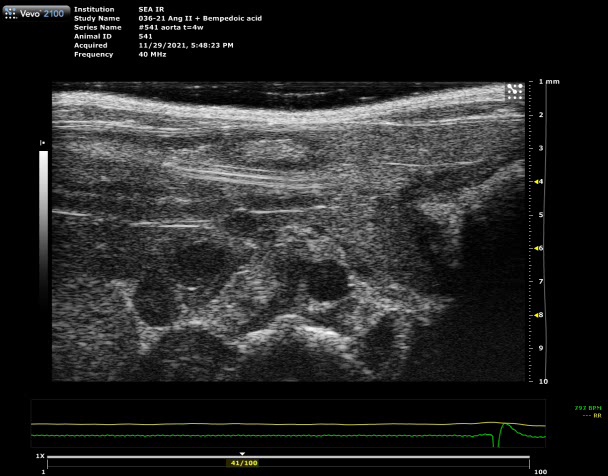 Vevo 2100
Institution SEA IR
Study Name 036-21 Ang II + Bempedoic acid
Series Name #541 aorta t=4w
Animal ID 541
Acquired 11/29/2021, 5:48:23 PM
Frequency 40 MHz
1 mm
2
3
4
5
6
7
8
9
10
BPM
--- RR
1X
41/100
1
100